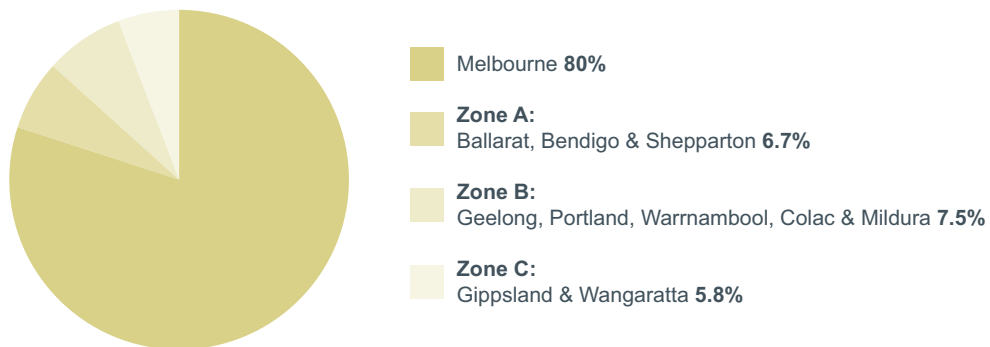 Melbourne 80%
Zone A:
Ballarat, Bendigo & Shepparton 6.7%
Zone B:
Geelong, Portland, Warrnambool, Colac & Mildura 7.5%
Zone C:
Gippsland & Wangaratta 5.8%